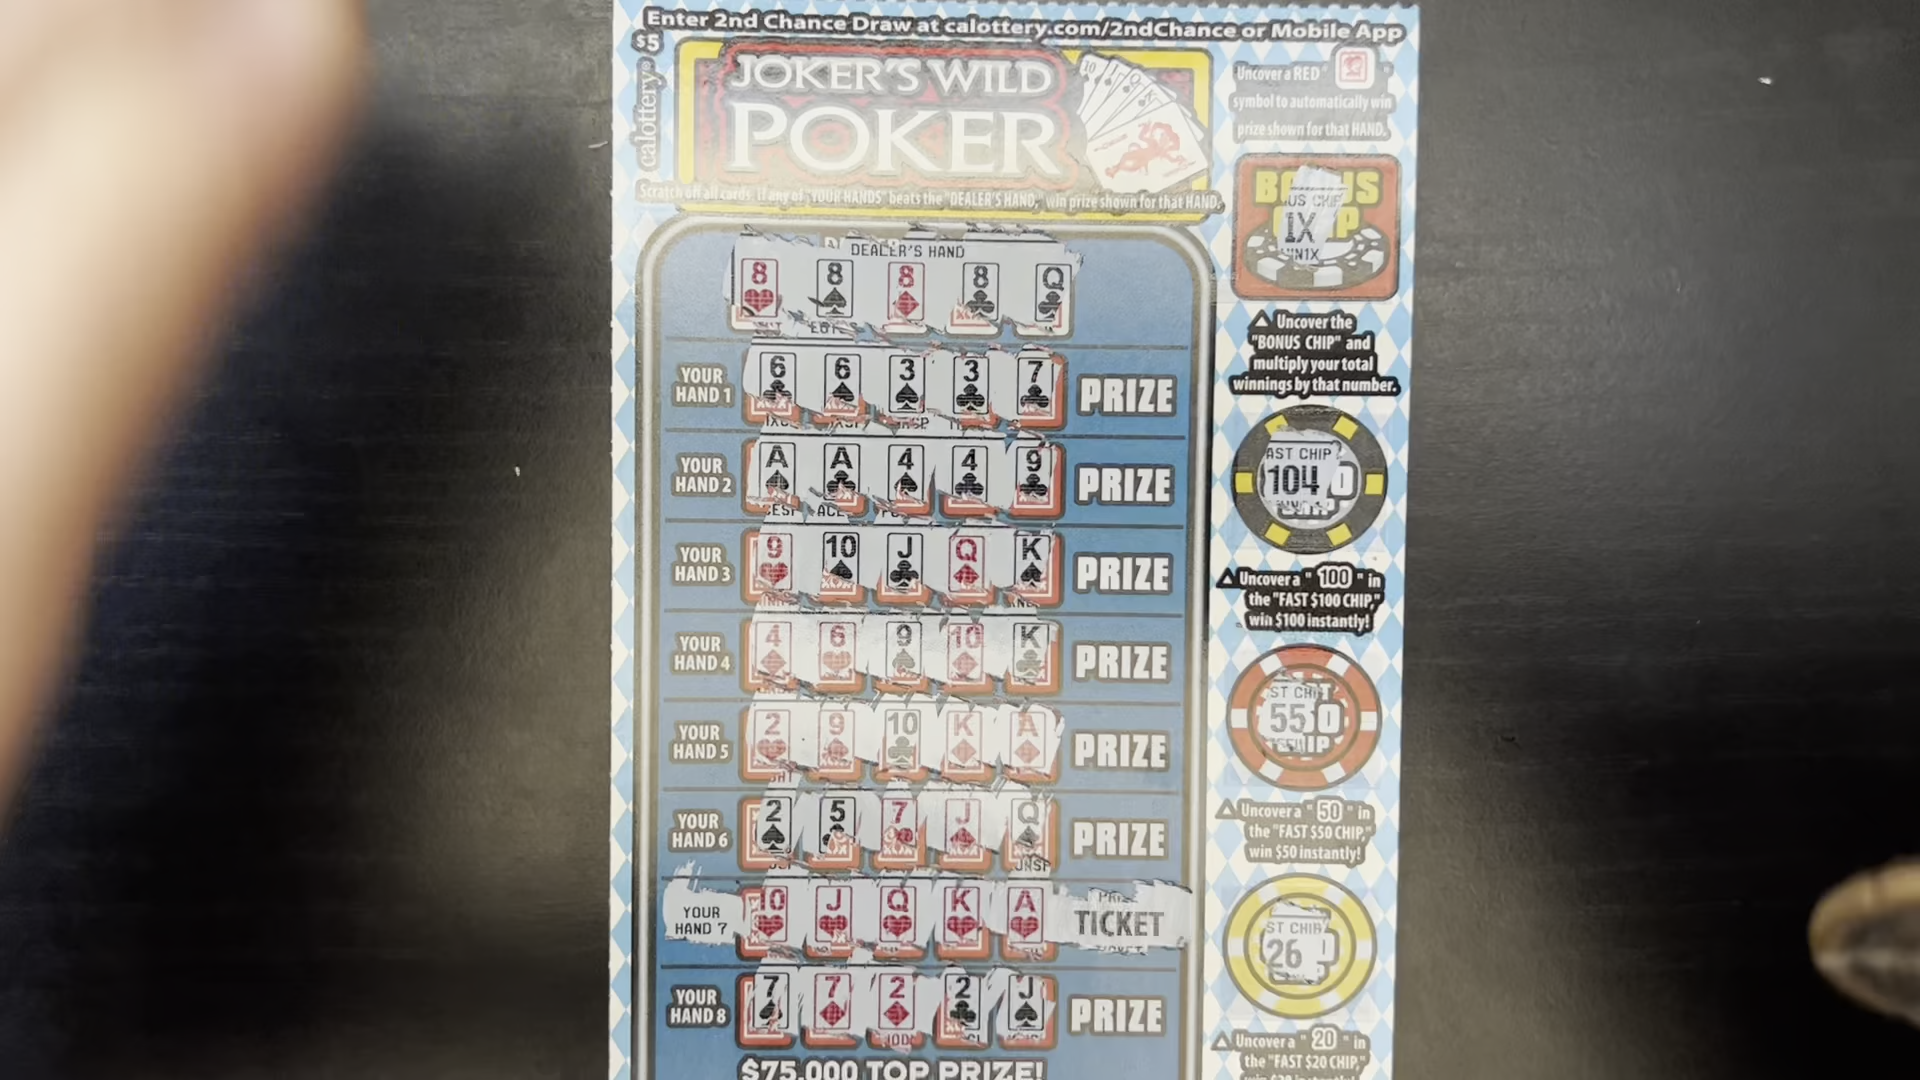 Enter 2nd Chance Draw at calottery.com/2ndChance or Mobile App
$5
calottery
JOKER'S WILD
POKER
Scratch off all cards. If any of "YOUR HANDS" beats the "DEALER'S HAND," win prize shown for that HAND.
DEALER'S HAND
8 8 8 8 Q
YOUR
HAND 1
6 6 3 3 7
PRIZE
YOUR
HAND 2
A A 4 4 9
PRIZE
YOUR
HAND 3
9 10 J Q K
PRIZE
YOUR
HAND 4
4 6 9 10 K
PRIZE
YOUR
HAND 5
2 9 10 K A
PRIZE
YOUR
HAND 6
2 5 7 J Q
PRIZE
YOUR
HAND 7
10 J Q K A
TICKET
YOUR
HAND 8
7 7 2 2 J
PRIZE
$75,000 TOP PRIZE!
Uncover a RED " "
symbol to automatically win
prize shown for that HAND.
1X
WIN1X
▲ Uncover the
"BONUS CHIP" and
multiply your total
winnings by that number.
AST CHIP
104
▲ Uncover a "100" in
the "FAST $100 CHIP,"
win $100 instantly!
ST CHI
55
▲ Uncover a "50" in
the "FAST $50 CHIP,"
win $50 instantly!
ST CHIP
26
▲ Uncover a "20" in
the "FAST $20 CHIP,"